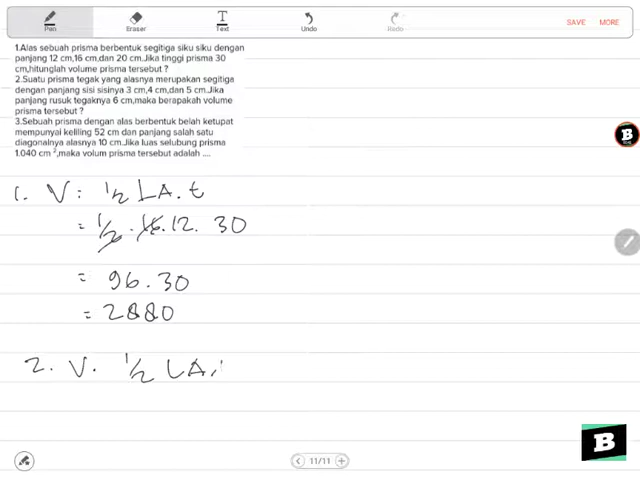 Pen
Eraser
T
Text
Undo
Redo
SAVE
MORE
1.Alas sebuah prisma berbentuk segitiga siku siku dengan
panjang 12 cm,16 cm,dan 20 cm.Jika tinggi prisma 30
cm,hitunglah volume prisma tersebut ?
2.Suatu prisma tegak yang alasnya merupakan segitiga
dengan panjang sisi sisinya 3 cm,4 cm,dan 5 cm.Jika
panjang rusuk tegaknya 6 cm,maka berapakah volume
prisma tersebut ?
3.Sebuah prisma dengan alas berbentuk belah ketupat
mempunyai keliling 52 cm dan panjang salah satu
diagonalnya alasnya 10 cm.Jika luas selubung prisma
1.040 cm²,maka volum prisma tersebut adalah ....
B
1. V: 1/2 LA.t
= 1/2.16.12. 30
= 96.30
= 2880
2. V. 1/2 LA.
B
11/11